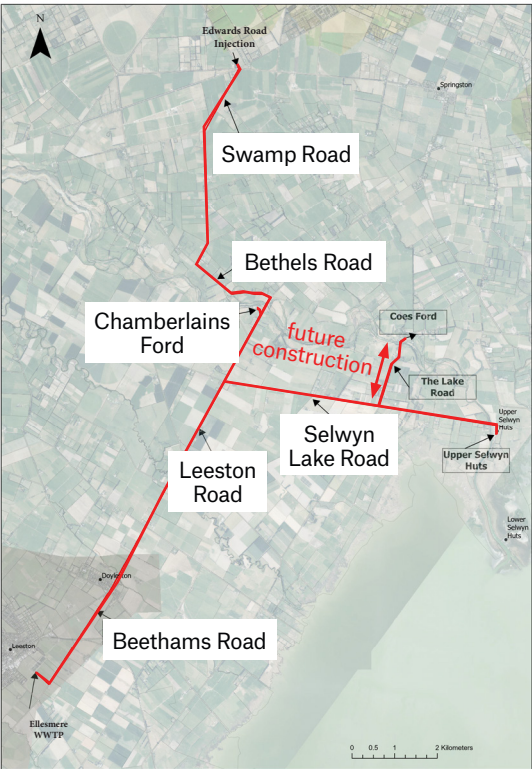 N
Edwards Road
Injection
Springston
Swamp Road
Bethels Road
Chamberlains
Ford
future
construction
Coes Ford
The Lake
Road
Upper
Selwyn
Huts
Selwyn
Lake Road
Upper Selwyn
Huts
Leeston
Road
Lower
Selwyn
Huts
Beethams Road
Leeston
Ellesmere
WWTP
0 0.5 1 2 Kilometers